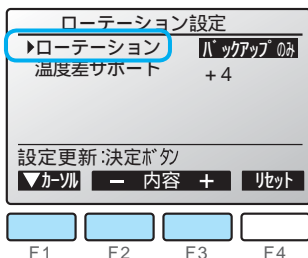 ローテーション設定
▶ローテーション バックアップ のみ
温度差サポート +4
設定更新:決定ボタン
▼カーソル − 内容 + リセット
F1 F2 F3 F4